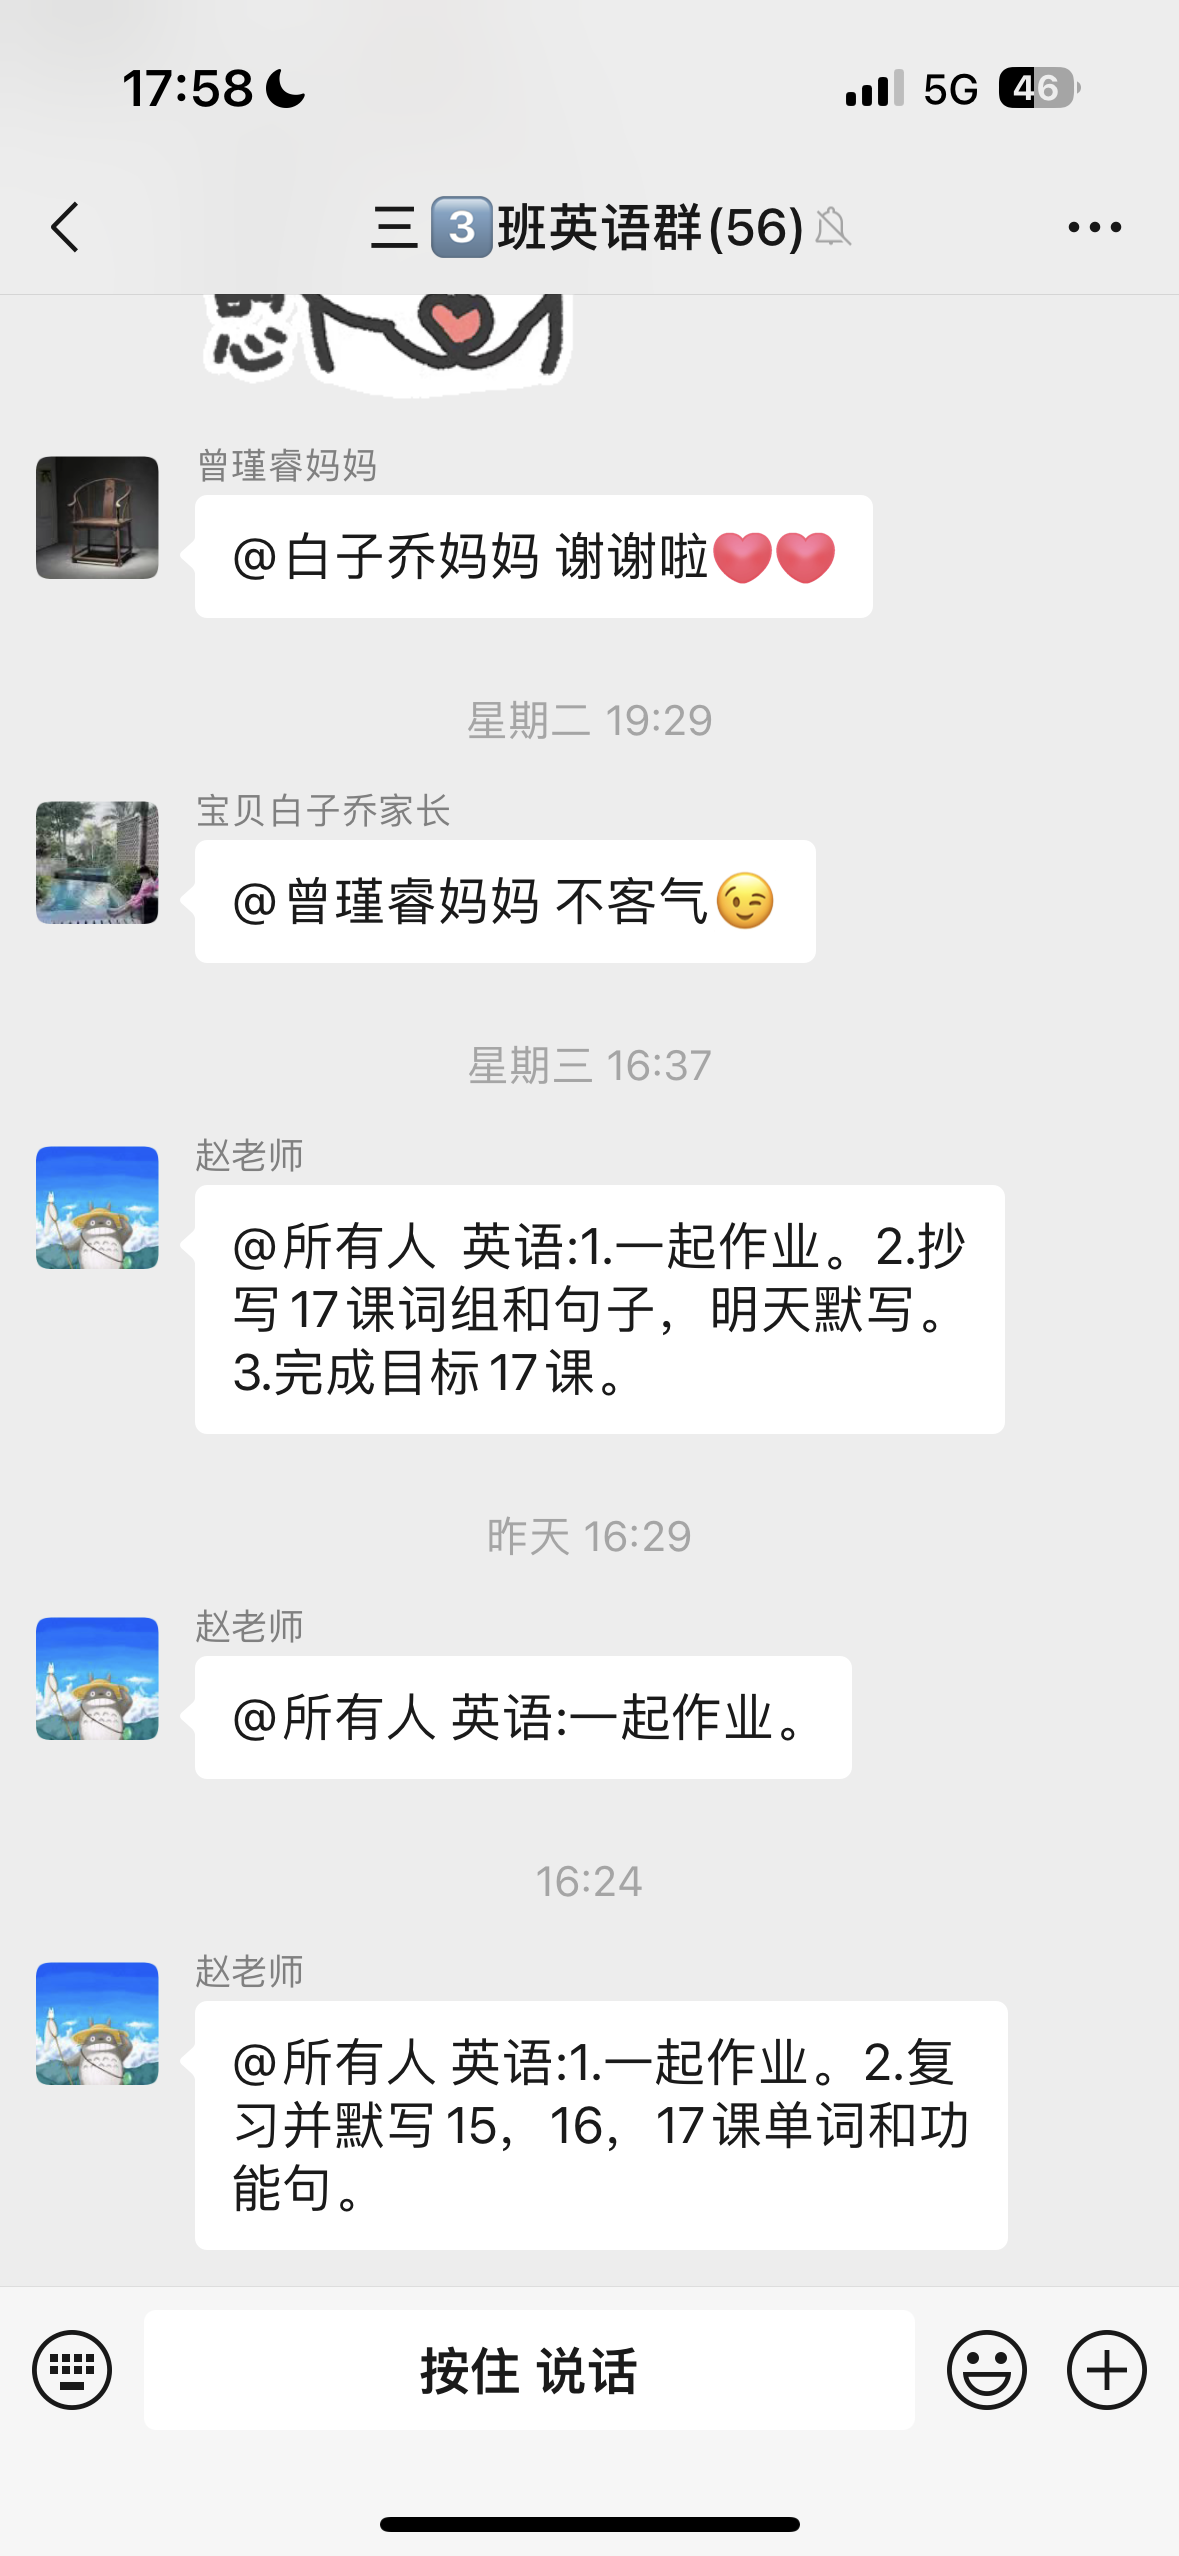 17:58
5G 46
三3️⃣班英语群(56)
曾瑾睿妈妈
@白子乔妈妈 谢谢啦
星期二 19:29
宝贝白子乔家长
@曾瑾睿妈妈 不客气😉
星期三 16:37
赵老师
@所有人 英语:1.一起作业。2.抄
写17课词组和句子，明天默写。
3.完成目标17课。
昨天 16:29
赵老师
@所有人 英语:一起作业。
16:24
赵老师
@所有人 英语:1.一起作业。2.复
习并默写15，16，17课单词和功
能句。
按住 说话